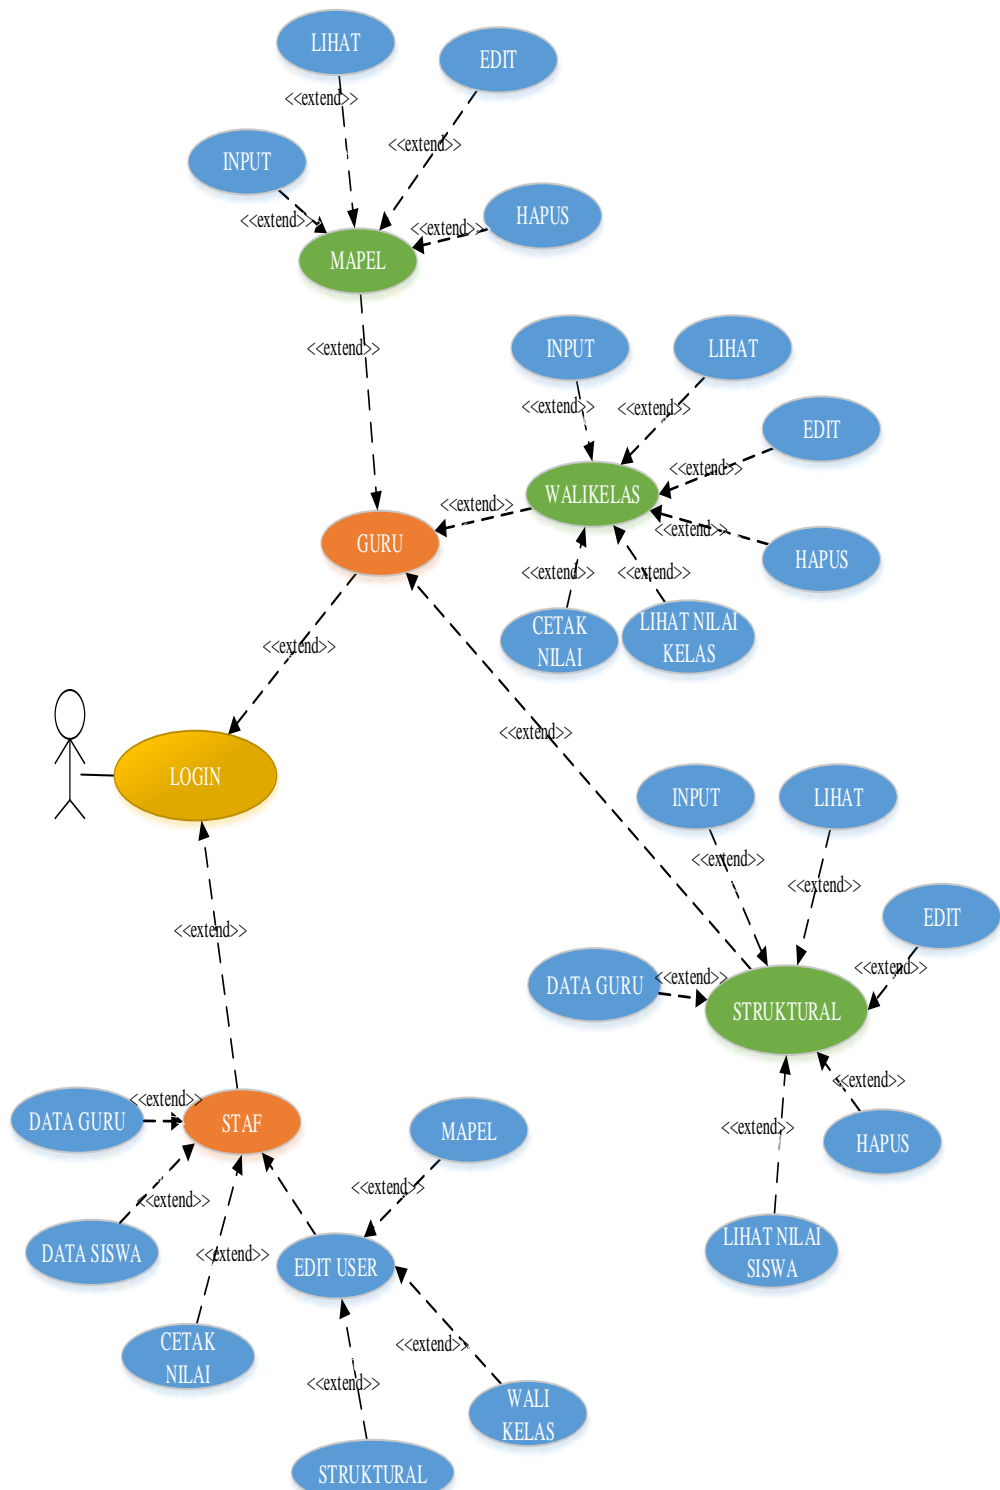 LIHAT
EDIT
<<extend>>
<<extend>>
INPUT
HAPUS
<<extend>>
<<extend>>
MAPEL
<<extend>>
INPUT
LIHAT
<<extend>>
<<extend>>
EDIT
<<extend>>
WALIKELAS
<<extend>>
<<extend>>
GURU
HAPUS
<<extend>>
<<extend>>
CETAK
NILAI
LIHAT NILAI
KELAS
<<extend>>
<<extend>>
LOGIN
INPUT
LIHAT
<<extend>>
<<extend>>
EDIT
<<extend>>
<<extend>>
DATA GURU
<<extend>>
STRUKTURAL
<<extend>>
<<extend>>
HAPUS
LIHAT NILAI
SISWA
<<extend>>
DATA GURU
STAF
MAPEL
<<extend>>
<<extend>>
DATA SISWA
<<extend>>
EDIT USER
<<extend>>
CETAK
NILAI
<<extend>>
WALI
KELAS
STRUKTURAL